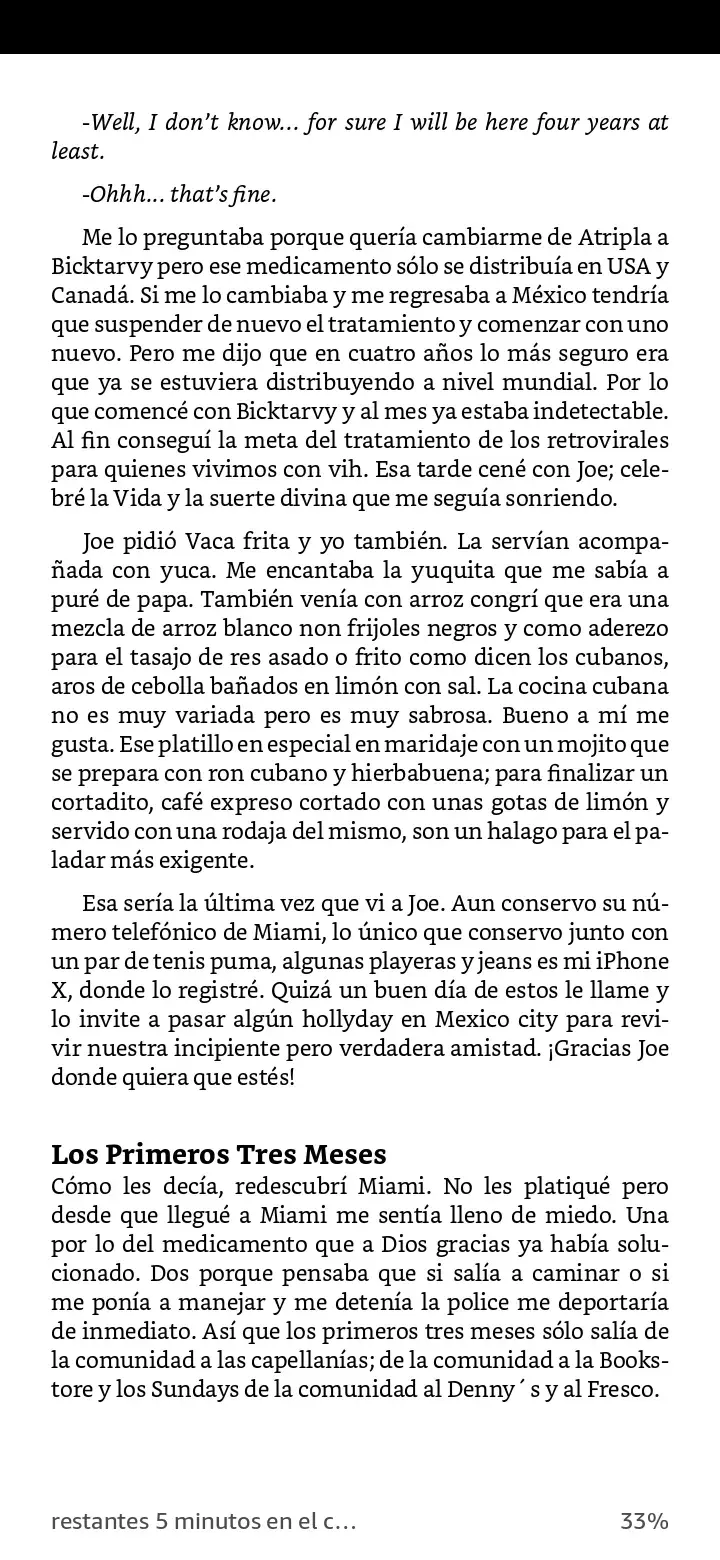 -Well, I don’t know... for sure I will be here four years at
least.
-Ohhh... that’s fine.
Me lo preguntaba porque quería cambiarme de Atripla a
Bicktarvy pero ese medicamento sólo se distribuía en USA y
Canadá. Si me lo cambiaba y me regresaba a México tendría
que suspender de nuevo el tratamiento y comenzar con uno
nuevo. Pero me dijo que en cuatro años lo más seguro era
que ya se estuviera distribuyendo a nivel mundial. Por lo
que comencé con Bicktarvy y al mes ya estaba indetectable.
Al fin conseguí la meta del tratamiento de los retrovirales
para quienes vivimos con vih. Esa tarde cené con Joe; cele-
bré la Vida y la suerte divina que me seguía sonriendo.
Joe pidió Vaca frita y yo también. La servían acompa-
ñada con yuca. Me encantaba la yuquita que me sabía a
puré de papa. También venía con arroz congrí que era una
mezcla de arroz blanco non frijoles negros y como aderezo
para el tasajo de res asado o frito como dicen los cubanos,
aros de cebolla bañados en limón con sal. La cocina cubana
no es muy variada pero es muy sabrosa. Bueno a mí me
gusta. Ese platillo en especial en maridaje con un mojito que
se prepara con ron cubano y hierbabuena; para finalizar un
cortadito, café expreso cortado con unas gotas de limón y
servido con una rodaja del mismo, son un halago para el pa-
ladar más exigente.
Esa sería la última vez que vi a Joe. Aun conservo su nú-
mero telefónico de Miami, lo único que conservo junto con
un par de tenis puma, algunas playeras y jeans es mi iPhone
X, donde lo registré. Quizá un buen día de estos le llame y
lo invite a pasar algún hollyday en Mexico city para revi-
vir nuestra incipiente pero verdadera amistad. ¡Gracias Joe
donde quiera que estés!
Los Primeros Tres Meses
Cómo les decía, redescubrí Miami. No les platiqué pero
desde que llegué a Miami me sentía lleno de miedo. Una
por lo del medicamento que a Dios gracias ya había solu-
cionado. Dos porque pensaba que si salía a caminar o si
me ponía a manejar y me detenía la police me deportaría
de inmediato. Así que los primeros tres meses sólo salía de
la comunidad a las capellanías; de la comunidad a la Books-
tore y los Sundays de la comunidad al Denny´s y al Fresco.
restantes 5 minutos en el c...
33%